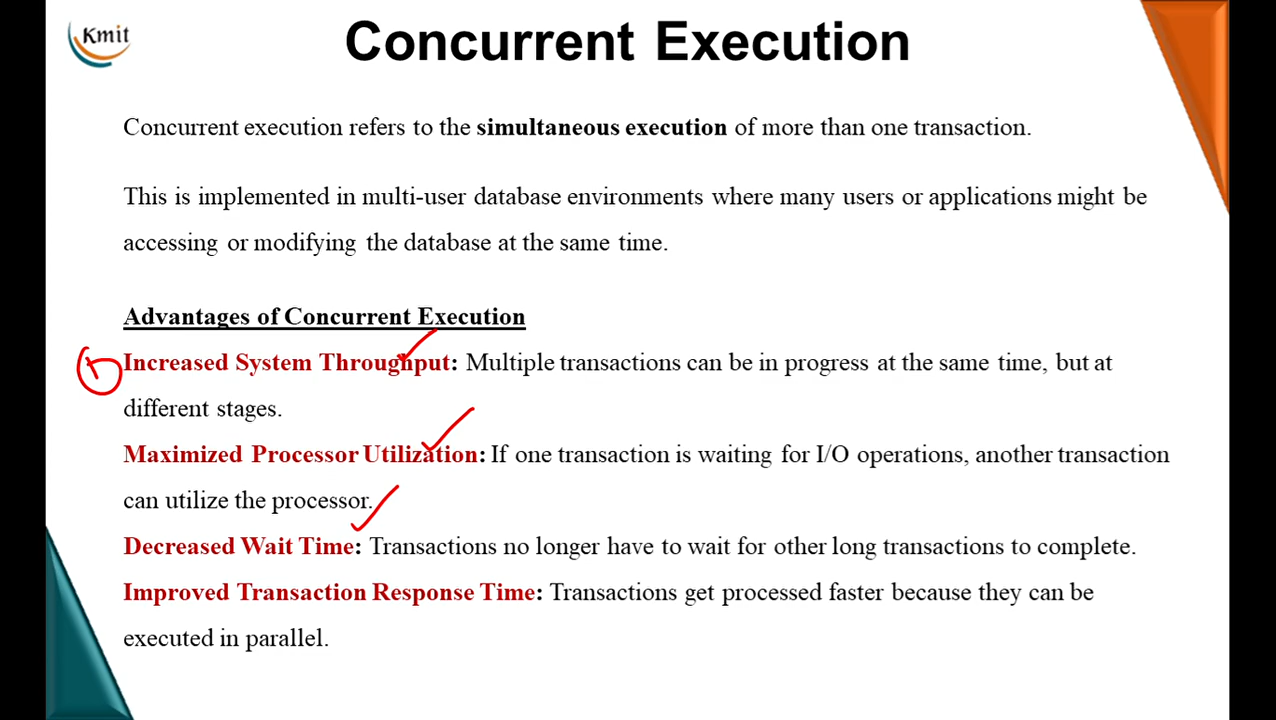 Kmit
Concurrent Execution
Concurrent execution refers to the simultaneous execution of more than one transaction.
This is implemented in multi-user database environments where many users or applications might be
accessing or modifying the database at the same time.
Advantages of Concurrent Execution
Increased System Throughput: Multiple transactions can be in progress at the same time, but at
different stages.
Maximized Processor Utilization: If one transaction is waiting for I/O operations, another transaction
can utilize the processor.
Decreased Wait Time: Transactions no longer have to wait for other long transactions to complete.
Improved Transaction Response Time: Transactions get processed faster because they can be
executed in parallel.